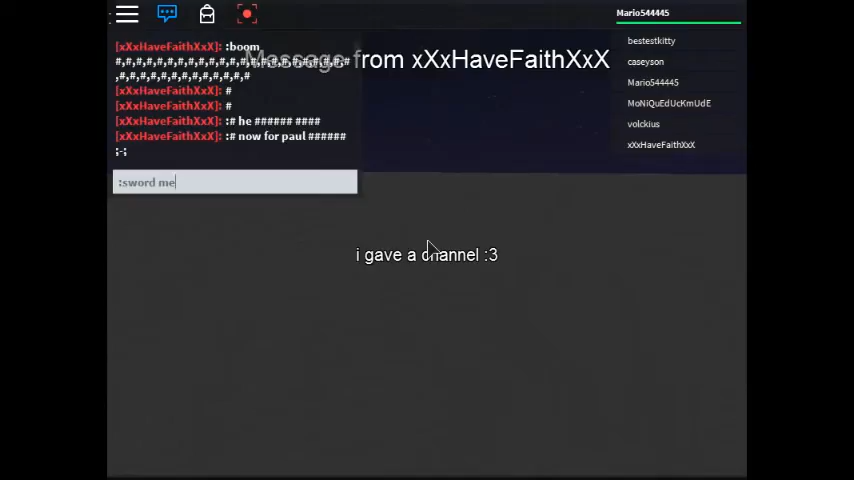 Mario544445
[xXxHaveFaithXxX]: :boom
Message from xXxHaveFaithXxX
#,#,#,#,#,#,#,#,#,#,#,#,#,#,#,#,#,#,#,#,#,#,#
,#,#,#,#,#,#,#,#,#,#,#,#,#
[xXxHaveFaithXxX]: #
[xXxHaveFaithXxX]: #
[xXxHaveFaithXxX]: :# he ###### ####
[xXxHaveFaithXxX]: :# now for paul ######
;-;
:sword me
bestestkitty
caseyson
Mario544445
MoNiQuEdUcKmUdE
volckius
xXxHaveFaithXxX
i gave a channel :3